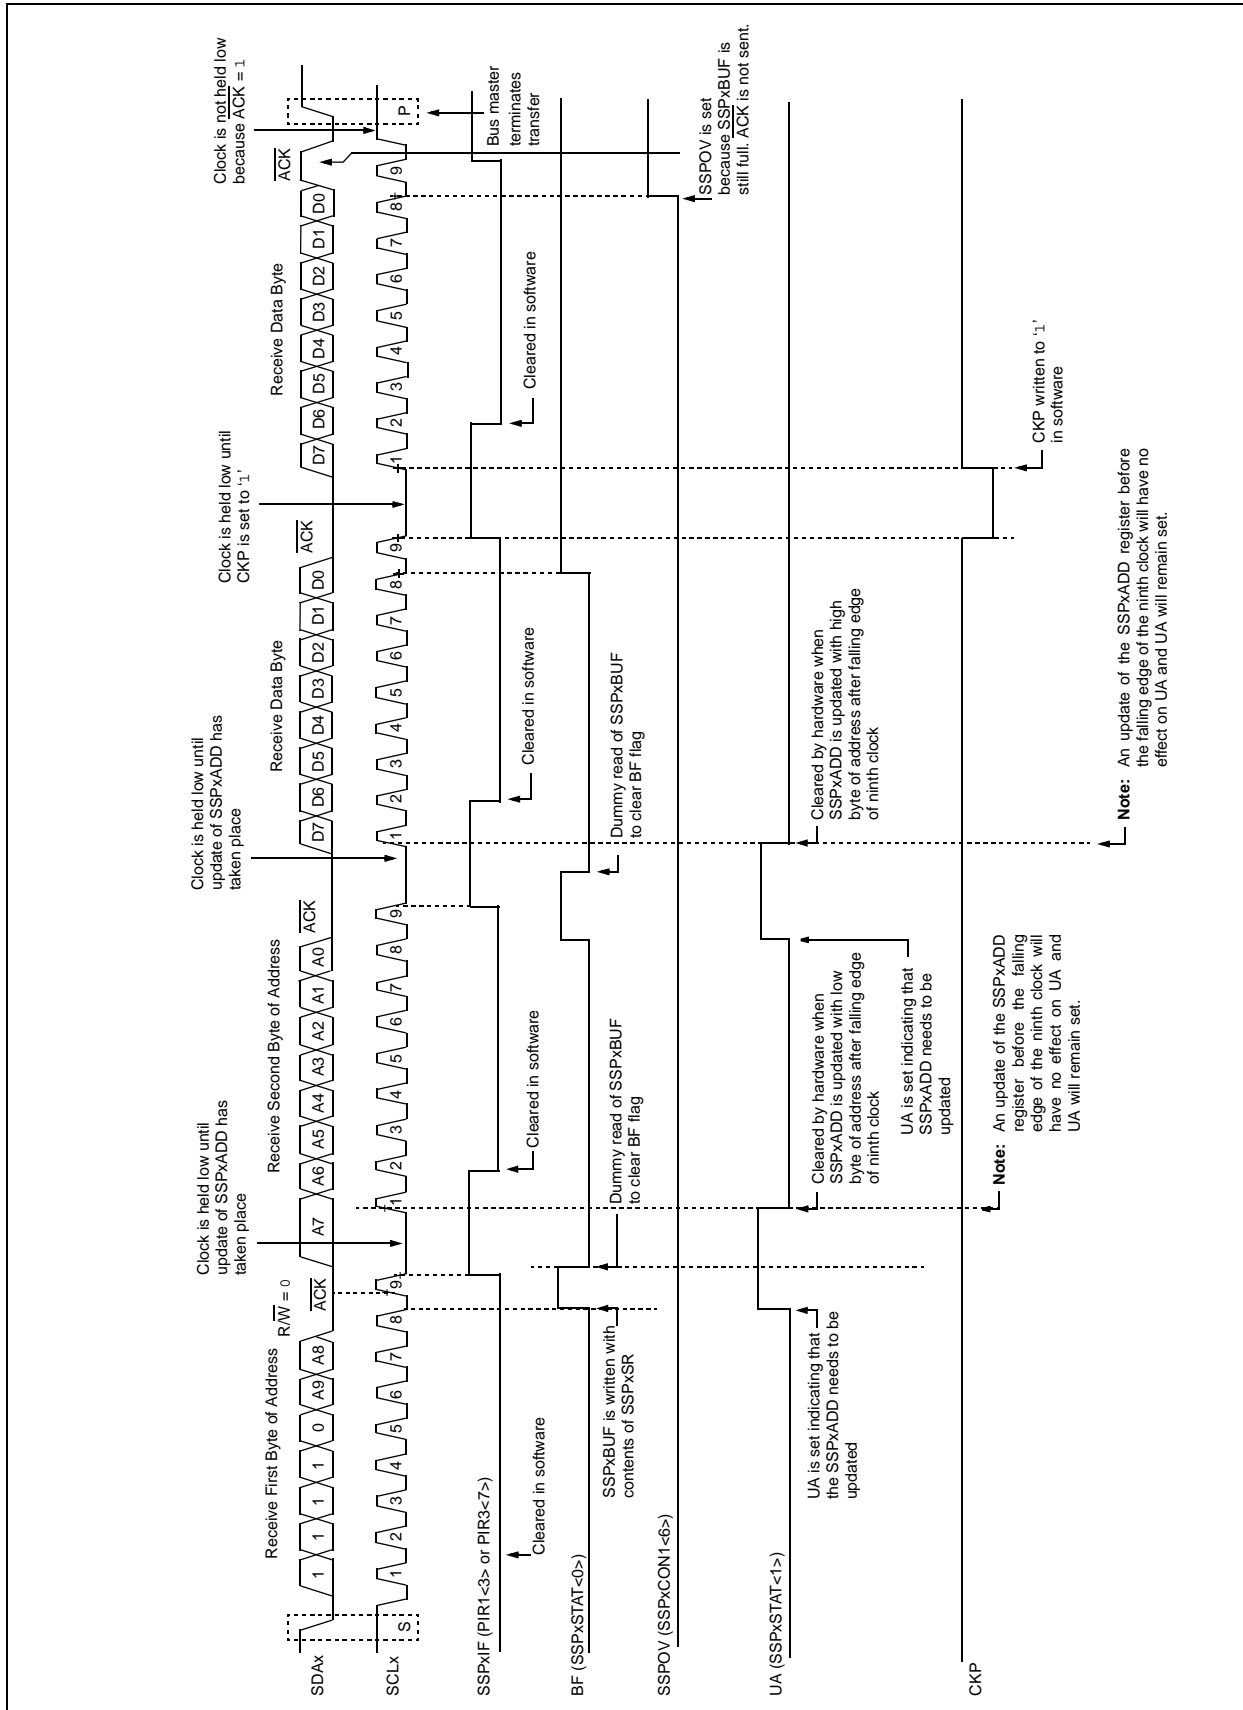 Receive First Byte of Address
R/W = 0
ACK
Clock is held low until
update of SSPxADD has
taken place
Receive Second Byte of Address
ACK
Clock is held low until
update of SSPxADD has
taken place
Receive Data Byte
ACK
Clock is held low until
CKP is set to ‘1’
Receive Data Byte
ACK
Clock is not held low
because ACK = 1
SDAx
1 1 1 1 0 A9 A8
A7 A6 A5 A4 A3 A2 A1 A0
D7 D6 D5 D4 D3 D2 D1 D0
D7 D6 D5 D4 D3 D2 D1 D0
SCLx
S
1 2 3 4 5 6 7 8 9
1 2 3 4 5 6 7 8 9
1 2 3 4 5 6 7 8 9
1 2 3 4 5 6 7 8 9
P
Bus master
terminates
transfer
SSPxIF (PIR1<3> or PIR3<7>)
Cleared in software
Cleared in software
Cleared in software
Cleared in software
BF (SSPxSTAT<0>)
SSPxBUF is written with
contents of SSPxSR
Dummy read of SSPxBUF
to clear BF flag
Dummy read of SSPxBUF
to clear BF flag
SSPOV (SSPxCON1<6>)
SSPOV is set
because SSPxBUF is
still full. ACK is not sent.
UA (SSPxSTAT<1>)
UA is set indicating that
the SSPxADD needs to be
updated
Cleared by hardware when
SSPxADD is updated with low
byte of address after falling edge
of ninth clock
UA is set indicating that
SSPxADD needs to be
updated
Cleared by hardware when
SSPxADD is updated with high
byte of address after falling edge
of ninth clock
CKP
CKP written to ‘1’
in software
Note: An update of the SSPxADD
register before the falling
edge of the ninth clock will
have no effect on UA and
UA will remain set.
Note: An update of the SSPxADD register before
the falling edge of the ninth clock will have no
effect on UA and UA will remain set.